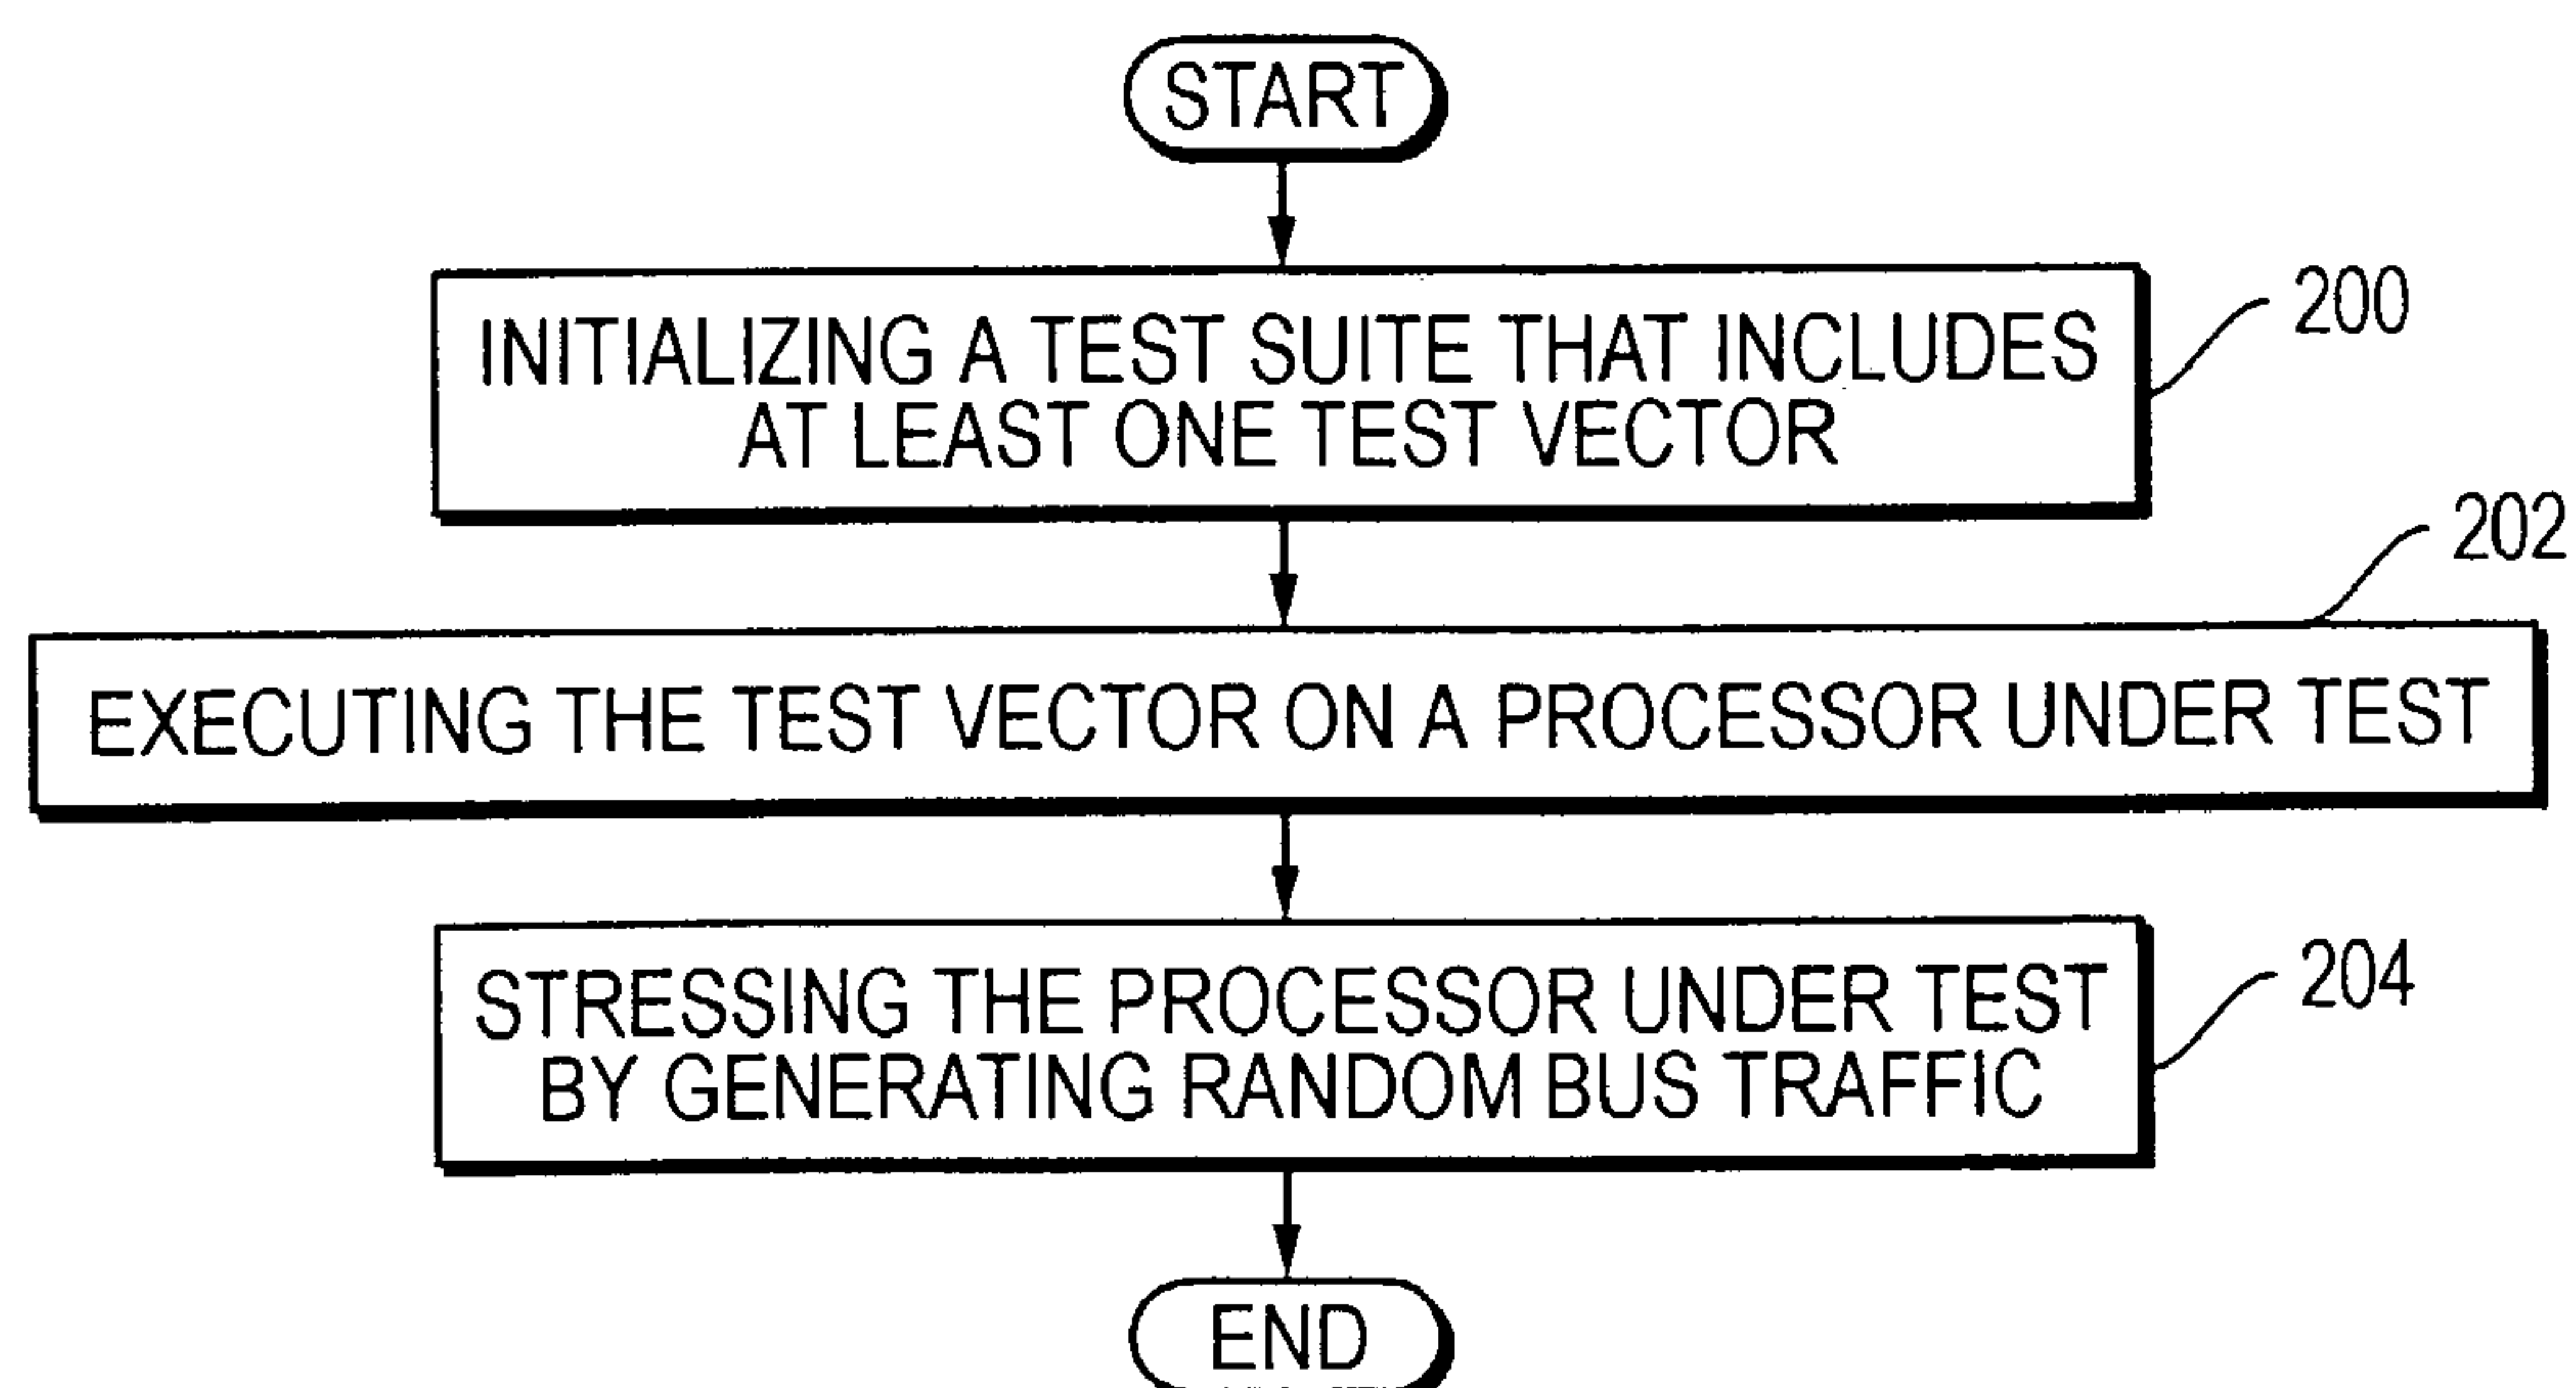 START
INITIALIZING A TEST SUITE THAT INCLUDES
AT LEAST ONE TEST VECTOR
200
202
EXECUTING THE TEST VECTOR ON A PROCESSOR UNDER TEST
STRESSING THE PROCESSOR UNDER TEST
BY GENERATING RANDOM BUS TRAFFIC
204
END